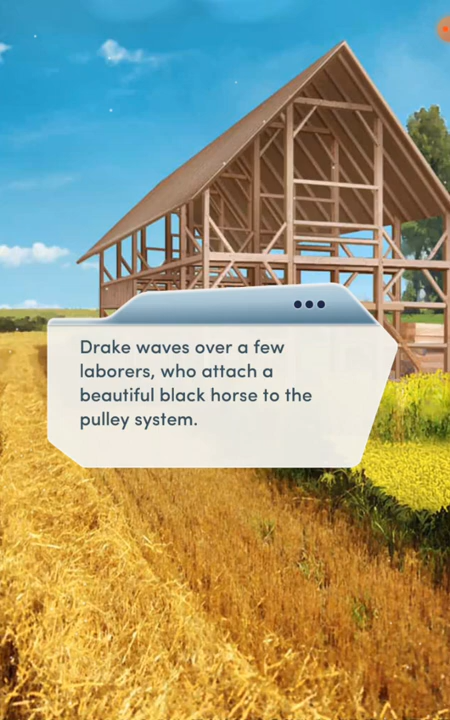 Drake waves over a few
laborers, who attach a
beautiful black horse to the
pulley system.